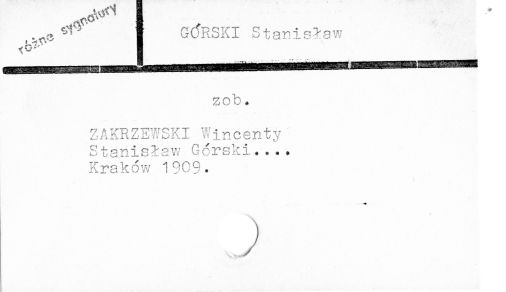 różne sygnatury
GÓRSKI Stanisław
zob.
ZAKRZEWSKI Wincenty
Stanisław Górski....
Kraków 1909.